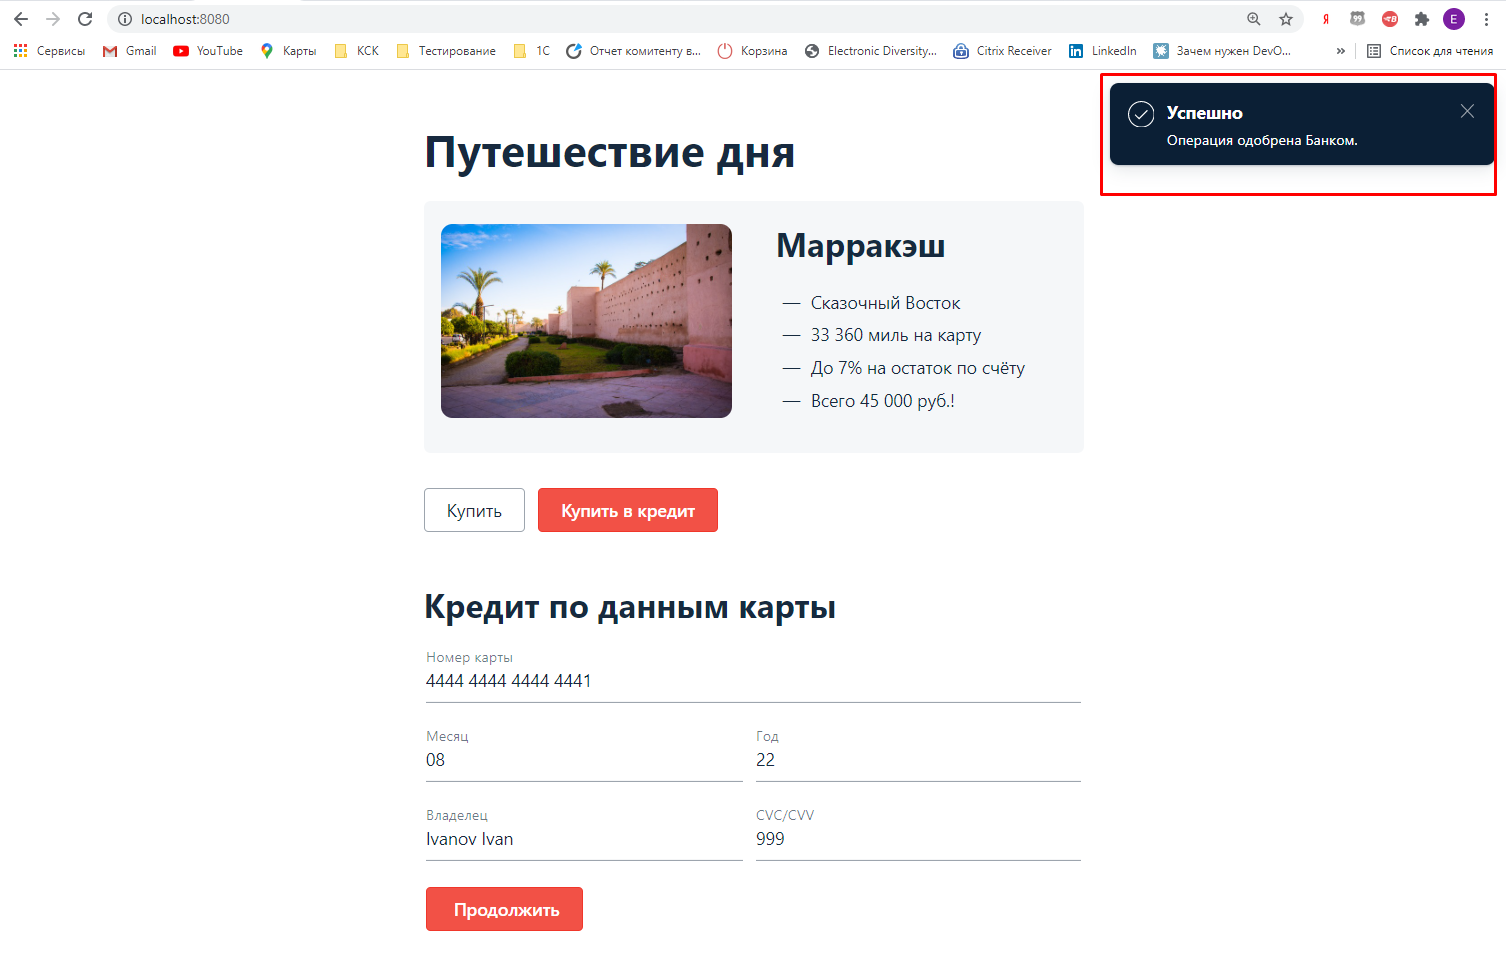 localhost:8080
Сервисы Gmail YouTube Карты КСК Тестирование 1С Отчет комитенту в... Корзина Electronic Diversity... Citrix Receiver LinkedIn Зачем нужен DevO... » Список для чтения
Успешно
Операция одобрена Банком.
Путешествие дня
Марракэш
— Сказочный Восток
— 33 360 миль на карту
— До 7% на остаток по счёту
— Всего 45 000 руб.!
Купить Купить в кредит
Кредит по данным карты
Номер карты
4444 4444 4444 4441
Месяц Год
08 22
Владелец CVC/CVV
Ivanov Ivan 999
Продолжить